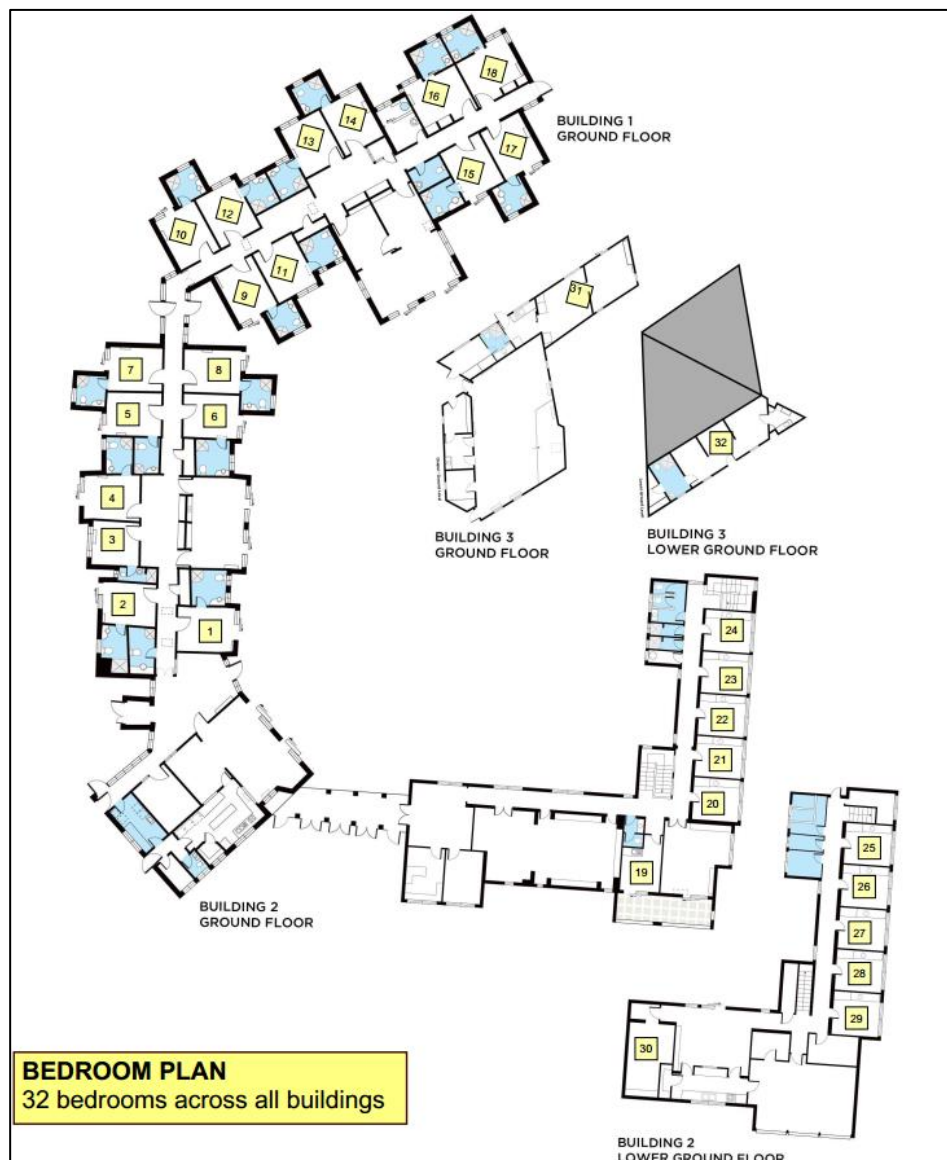 18
16
BUILDING 1
GROUND FLOOR
14
13
17
15
12
10
11
9
31
7
8
5
6
32
4
3
BUILDING 3
GROUND FLOOR
BUILDING 3
LOWER GROUND FLOOR
2
1
24
23
22
21
20
25
19
26
BUILDING 2
GROUND FLOOR
27
28
29
30
BEDROOM PLAN
32 bedrooms across all buildings
BUILDING 2
LOWER GROUND FLOOR